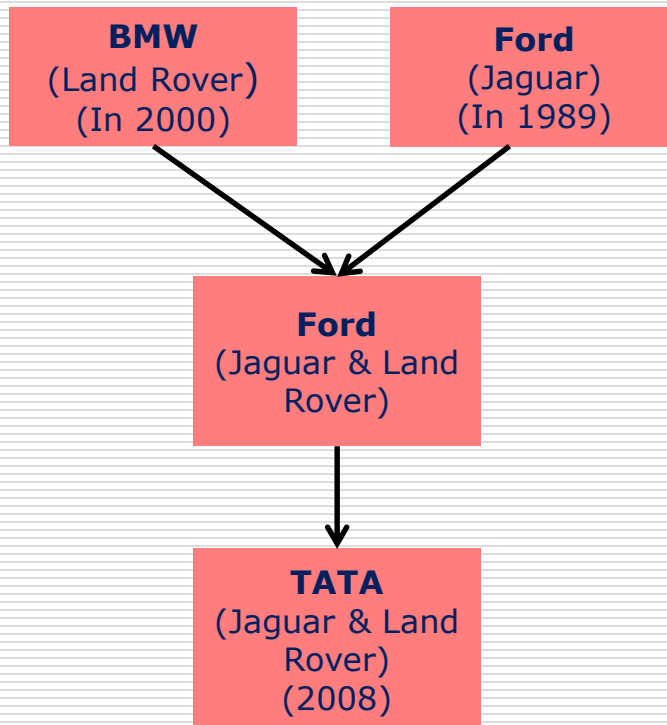 BMW
(Land Rover)
(In 2000)
Ford
(Jaguar)
(In 1989)
Ford
(Jaguar & Land
Rover)
TATA
(Jaguar & Land
Rover)
(2008)